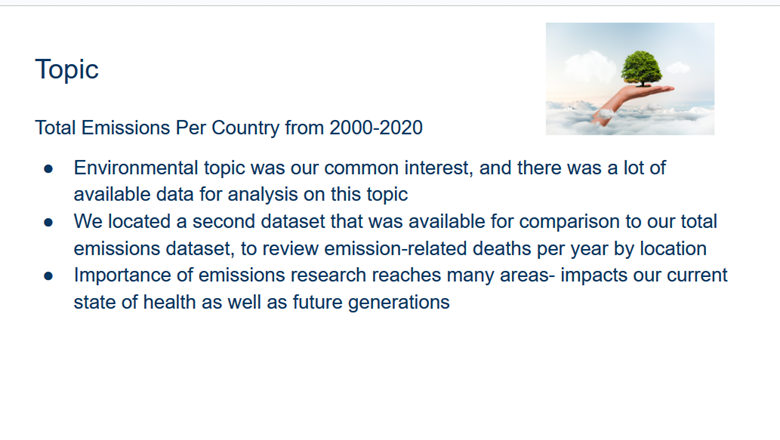 Topic
Total Emissions Per Country from 2000-2020
● Environmental topic was our common interest, and there was a lot of
available data for analysis on this topic
● We located a second dataset that was available for comparison to our total
emissions dataset, to review emission-related deaths per year by location
● Importance of emissions research reaches many areas- impacts our current
state of health as well as future generations